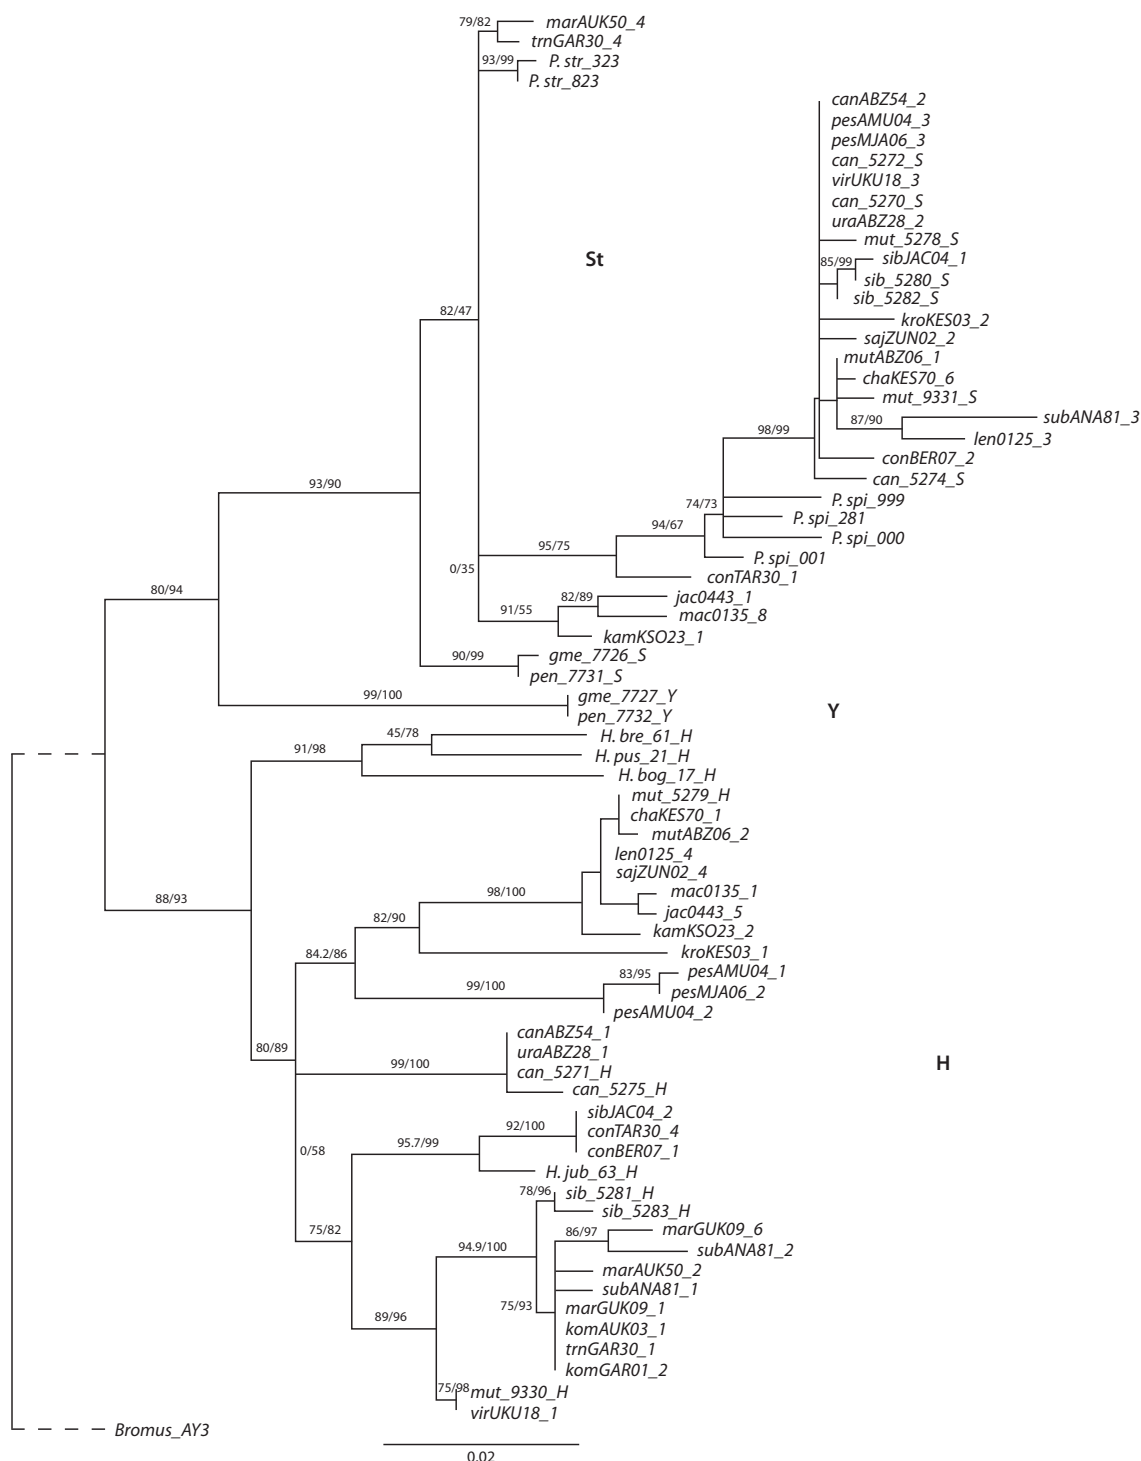 79/82
marAUK50_4
trnGAR30_4
93/99
P. str_323
P. str_823
canABZ54_2
pesAMU04_3
pesMJA06_3
can_5272_S
virUKU18_3
can_5270_S
uraABZ28_2
mut_5278_S
St
85/99
sibJAC04_1
sib_5280_S
sib_5282_S
82/47
kroKES03_2
sajZUN02_2
mutABZ06_1
chaKES70_6
mut_9331_S
87/90
subANA81_3
98/99
len0125_3
conBER07_2
can_5274_S
93/90
74/73
P. spi_999
P. spi_281
94/67
P. spi_000
95/75
P. spi_001
0/35
conTAR30_1
80/94
82/89
jac0443_1
91/55
mac0135_8
kamKSO23_1
90/99
gme_7726_S
pen_7731_S
99/100
gme_7727_Y
Y
pen_7732_Y
45/78
H. bre_61_H
91/98
H. pus_21_H
H. bog_17_H
mut_5279_H
chaKES70_1
mutABZ06_2
len0125_4
sajZUN02_4
98/100
mac0135_1
88/93
jac0443_5
82/90
kamKSO23_2
84.2/86
kroKES03_1
83/95
pesAMU04_1
99/100
pesMJA06_2
pesAMU04_2
canABZ54_1
80/89
uraABZ28_1
H
99/100
can_5271_H
can_5275_H
sibJAC04_2
92/100
conTAR30_4
95.7/99
conBER07_1
0/58
H. jub_63_H
78/96
sib_5281_H
sib_5283_H
75/82
86/97
marGUK09_6
94.9/100
subANA81_2
marAUK50_2
subANA81_1
75/93
marGUK09_1
89/96
komAUK03_1
trnGAR30_1
komGAR01_2
75/98
mut_9330_H
virUKU18_1
Bromus_AY3
0.02